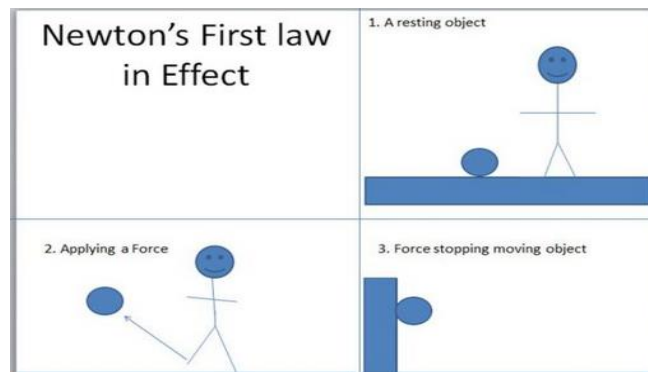 Newton's First law
in Effect
1. A resting object
2. Applying a Force
3. Force stopping moving object